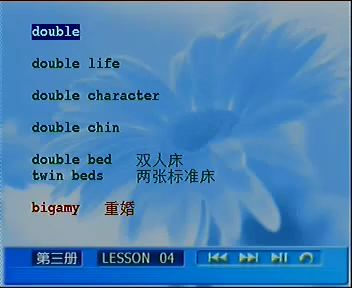 double
double life
double character
double chin
double bed 双人床
twin beds 两张标准床
bigamy 重婚
第三册 LESSON 04